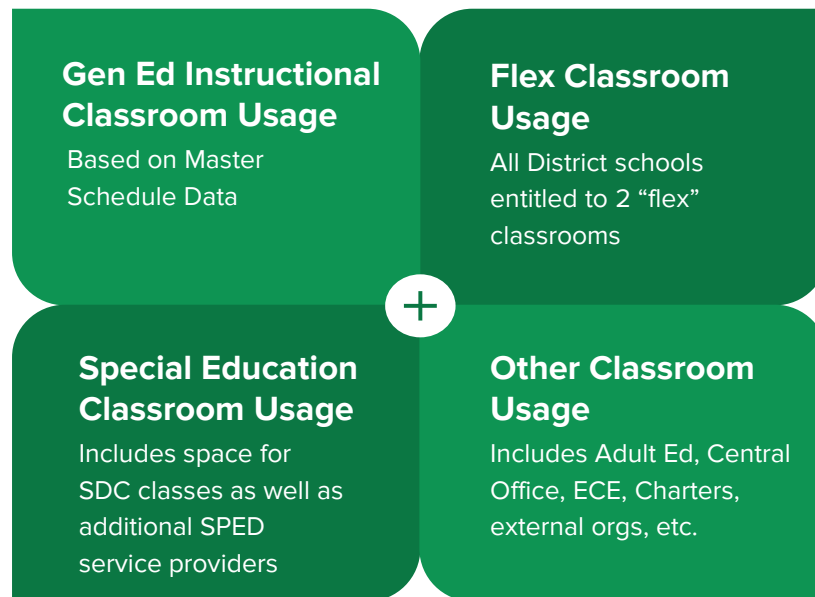 Gen Ed Instructional
Classroom Usage
Based on Master
Schedule Data
Flex Classroom
Usage
All District schools
entitled to 2 “flex”
classrooms
+
Special Education
Classroom Usage
Includes space for
SDC classes as well as
additional SPED
service providers
Other Classroom
Usage
Includes Adult Ed, Central
Office, ECE, Charters,
external orgs, etc.